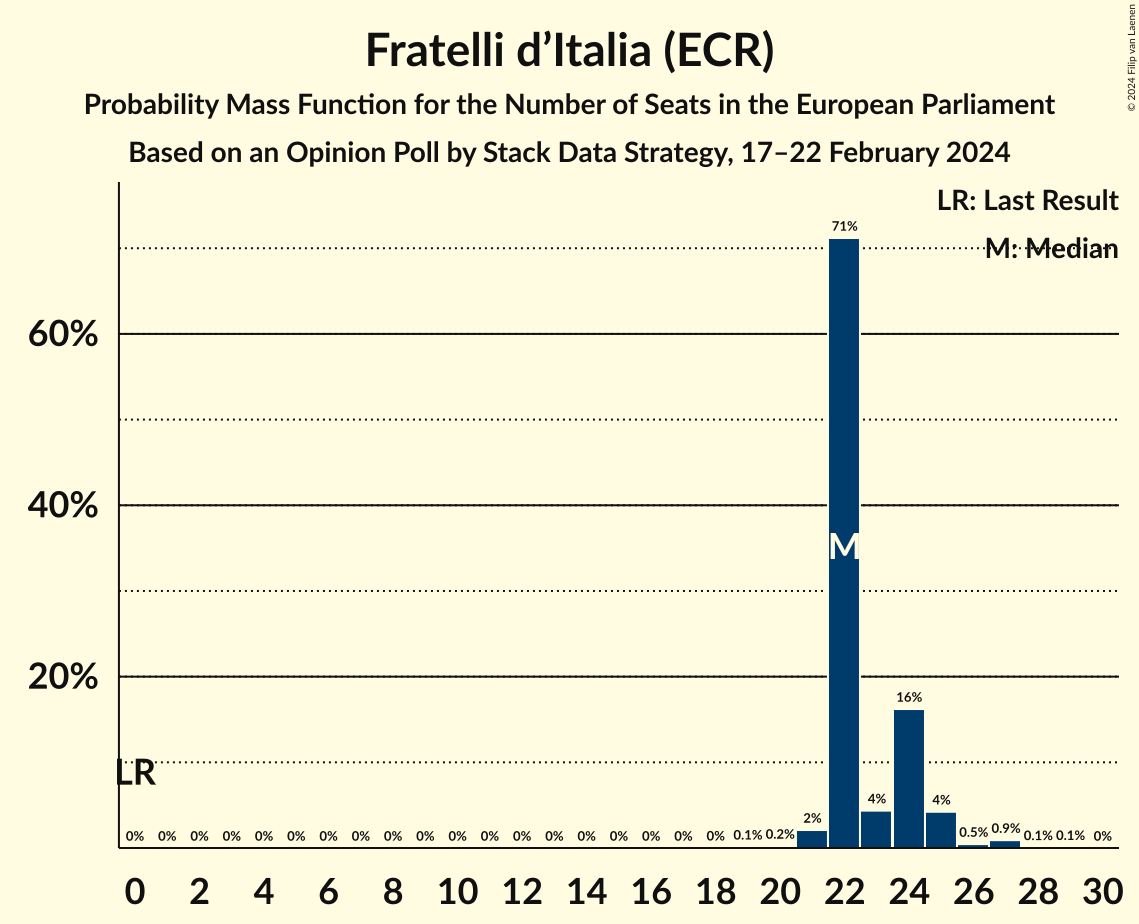 Fratelli d’Italia (ECR)
Probability Mass Function for the Number of Seats in the European Parliament
Based on an Opinion Poll by Stack Data Strategy, 17–22 February 2024
© 2024 Filip van Laenen
LR: Last Result
M: Median
71%
60%
40%
M
20%
16%
LR
4%
4%
2%
0% 0% 0% 0% 0% 0% 0% 0% 0% 0% 0% 0% 0% 0% 0% 0% 0% 0% 0% 0.1% 0.2% 0.5% 0.9% 0.1% 0.1% 0%
0 2 4 6 8 10 12 14 16 18 20 22 24 26 28 30